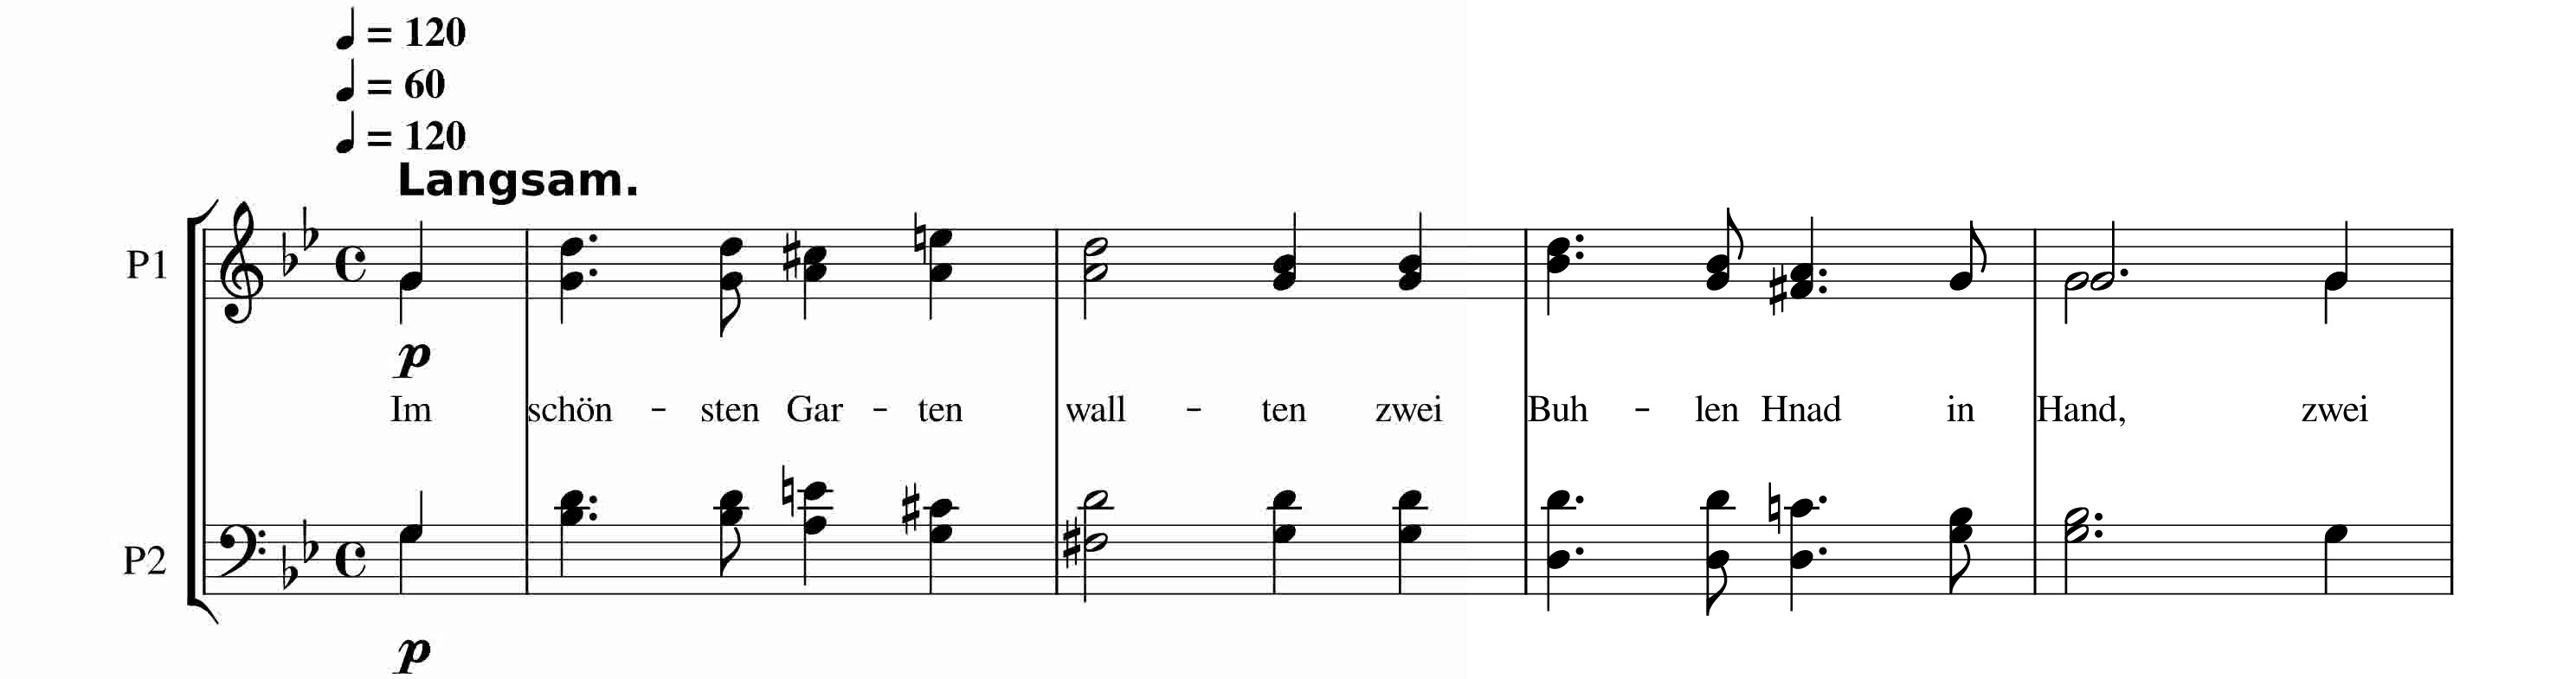 = 120
= 60
= 120
Langsam.
P1
p
Im schön - sten Gar - ten wall - ten zwei Buh - len Hnad in Hand, zwei
P2
p